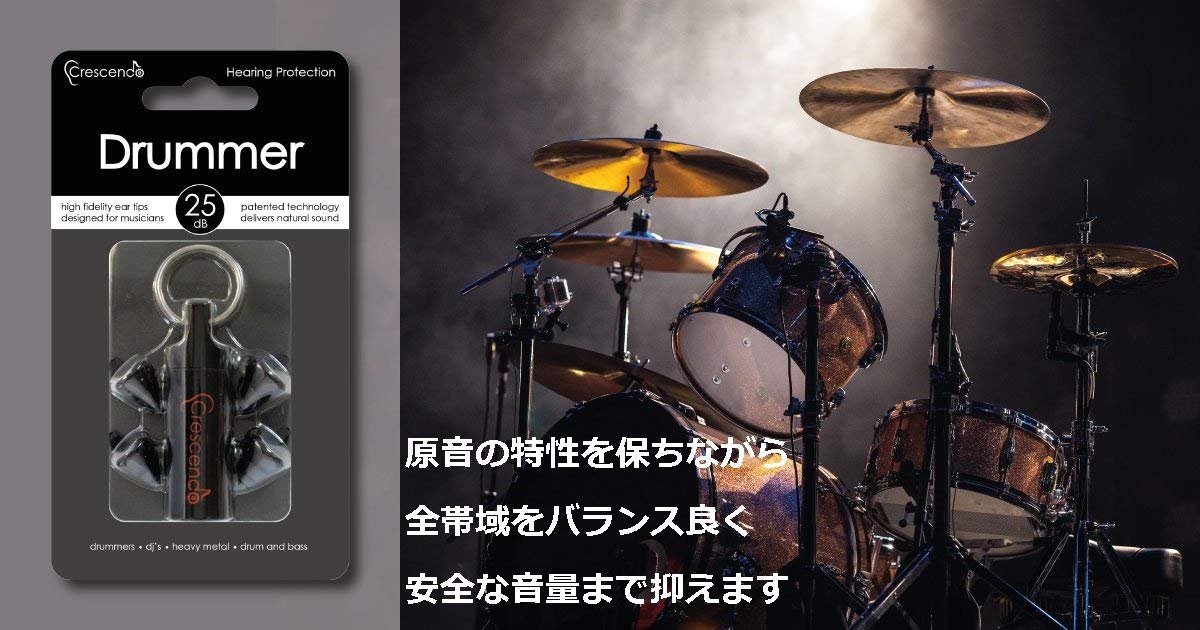 Crescendo
Hearing Protection
Drummer
high fidelity ear tips
designed for musicians
25
dB
patented technology
delivers natural sound
Crescendo
drummers • dj's • heavy metal • drum and bass
原音の特性を保ちながら
全帯域をバランス良く
安全な音量まで抑えます